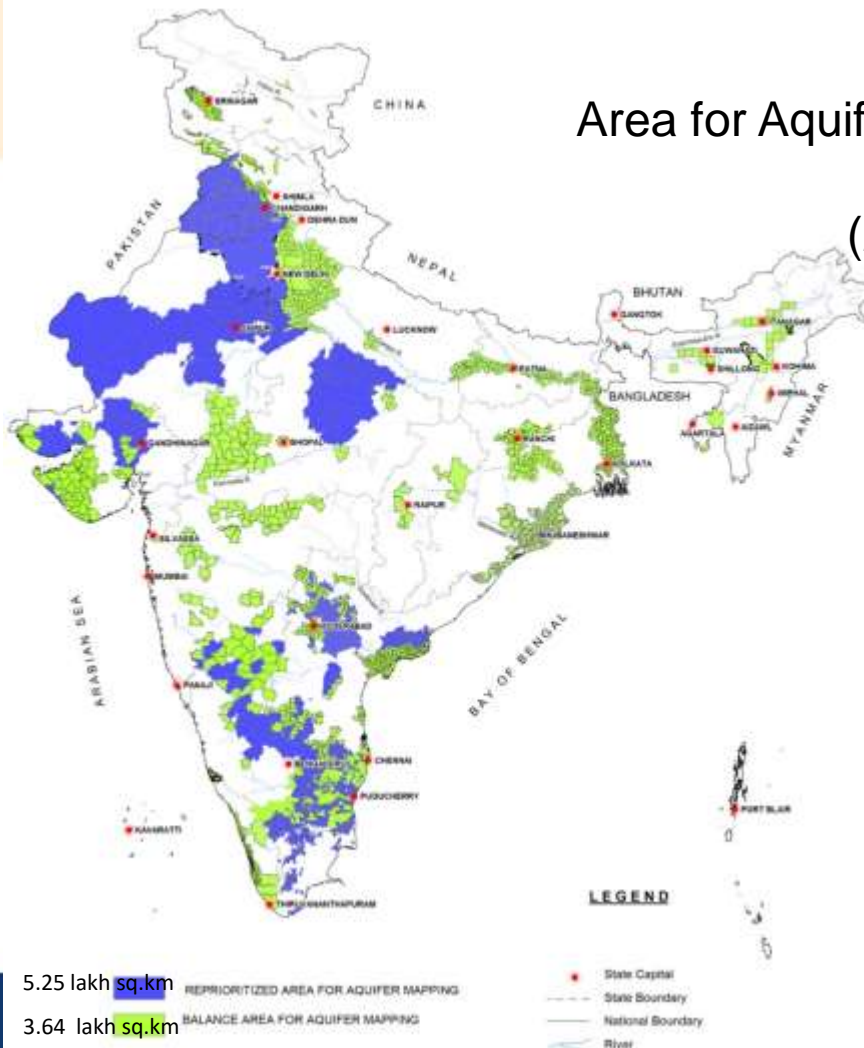 Area for Aquif
(
CHINA
SRINAGAR
SHIMLA
CHANDIGARH
DEHRA DUN
PAKISTAN
NEPAL
NEW DELHI
BHUTAN
GANGTOK
ITANAGAR
JAIPUR
LUCKNOW
GUWAHATI
SHILLONG
KOHIMA
PATNA
BANGLADESH
IMPHAL
MYANMAR
AGARTALA
AIZAWL
GANDHINAGAR
BHOPAL
RANCHI
KOLKATA
RAIPUR
SILVASSA
BHUBANESHWAR
MUMBAI
HYDERABAD
ARABIAN SEA
BAY OF BENGAL
PANAJI
CHENNAI
PUDUCHERRY
PORT BLAIR
KAVARATTI
THIRUVANANTHAPURAM
LEGEND
5.25 lakh sq.km REPRIORITIZED AREA FOR AQUIFER MAPPING
3.64 lakh sq.km BALANCE AREA FOR AQUIFER MAPPING
State Capital
State Boundary
National Boundary
River